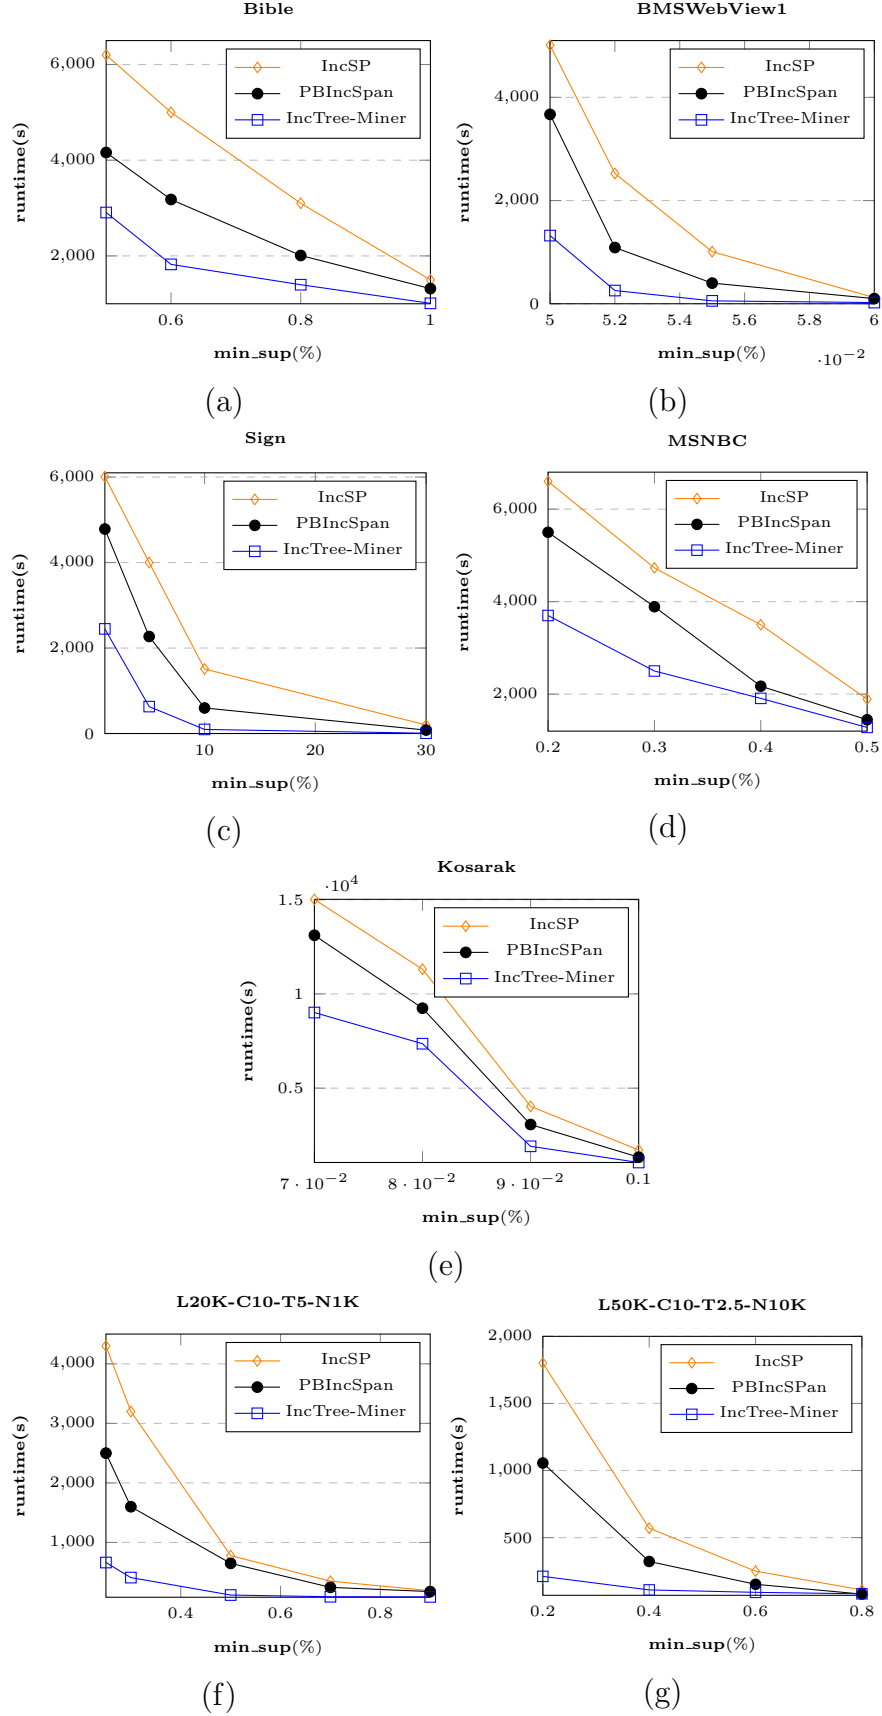 Bible
6,000
4,000
2,000
0.6
0.8
1
runtime(s)
min_sup(%)
IncSP
PBIncSpan
IncTree-Miner
(a)
BMSWebView1
4,000
2,000
0
5
5.2
5.4
5.6
5.8
6
·10−2
runtime(s)
min_sup(%)
IncSP
PBIncSpan
IncTree-Miner
(b)
Sign
6,000
4,000
2,000
0
10
20
30
runtime(s)
min_sup(%)
IncSP
PBIncSpan
IncTree-Miner
(c)
MSNBC
6,000
4,000
2,000
0.2
0.3
0.4
0.5
runtime(s)
min_sup(%)
IncSP
PBIncSpan
IncTree-Miner
(d)
Kosarak
·10⁴
1.5
1
0.5
7 · 10−2
8 · 10−2
9 · 10−2
0.1
runtime(s)
min_sup(%)
IncSP
PBIncSPan
IncTree-Miner
(e)
L20K-C10-T5-N1K
4,000
3,000
2,000
1,000
0.4
0.6
0.8
runtime(s)
min_sup(%)
IncSP
PBIncSpan
IncTree-Miner
(f)
L50K-C10-T2.5-N10K
2,000
1,500
1,000
500
0.2
0.4
0.6
0.8
runtime(s)
min_sup(%)
IncSP
PBIncSPan
IncTree-Miner
(g)